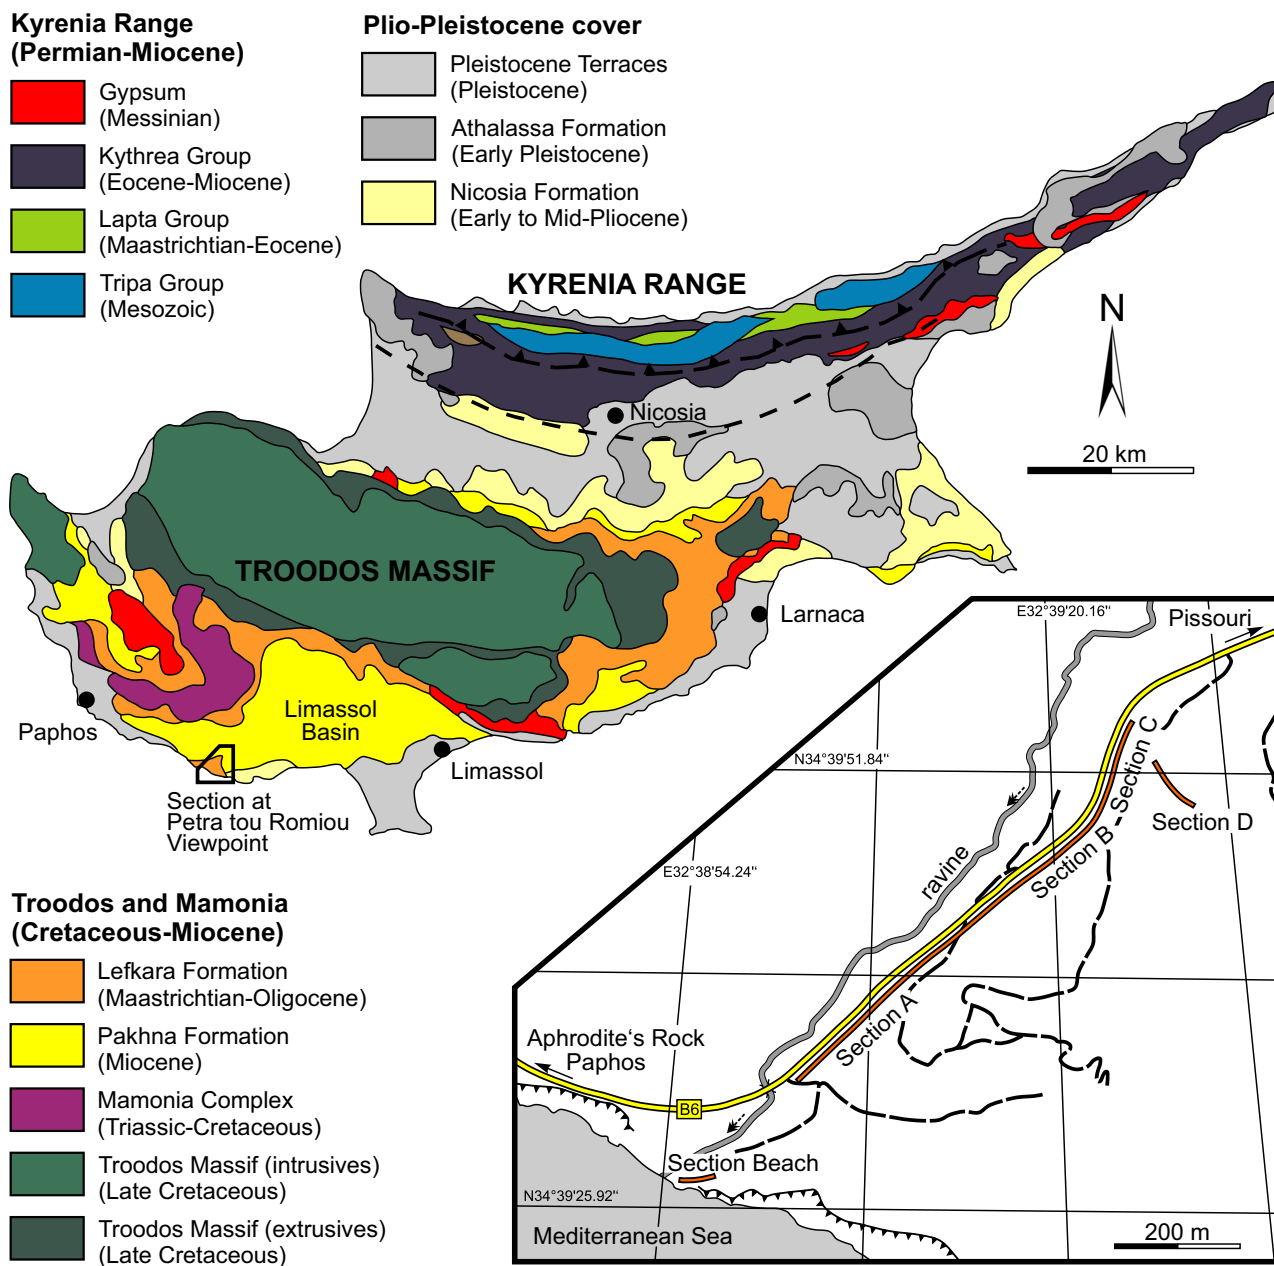 Kyrenia Range
(Permian-Miocene)
Gypsum
(Messinian)
Kythrea Group
(Eocene-Miocene)
Lapta Group
(Maastrichtian-Eocene)
Tripa Group
(Mesozoic)
Plio-Pleistocene cover
Pleistocene Terraces
(Pleistocene)
Athalassa Formation
(Early Pleistocene)
Nicosia Formation
(Early to Mid-Pliocene)
KYRENIA RANGE
N
20 km
Nicosia
TROODOS MASSIF
Larnaca
Paphos
Limassol
Basin
Limassol
Section at
Petra tou Romiou
Viewpoint
Troodos and Mamonia
(Cretaceous-Miocene)
Lefkara Formation
(Maastrichtian-Oligocene)
Pakhna Formation
(Miocene)
Mamonia Complex
(Triassic-Cretaceous)
Troodos Massif (intrusives)
(Late Cretaceous)
Troodos Massif (extrusives)
(Late Cretaceous)
E32°39'20.16"
Pissouri
N34°39'51.84"
Section C
Section D
Section B -
E32°38'54.24"
ravine
Section A
Aphrodite‘s Rock
Paphos
B6
Section Beach
N34°39'25.92"
Mediterranean Sea
200 m